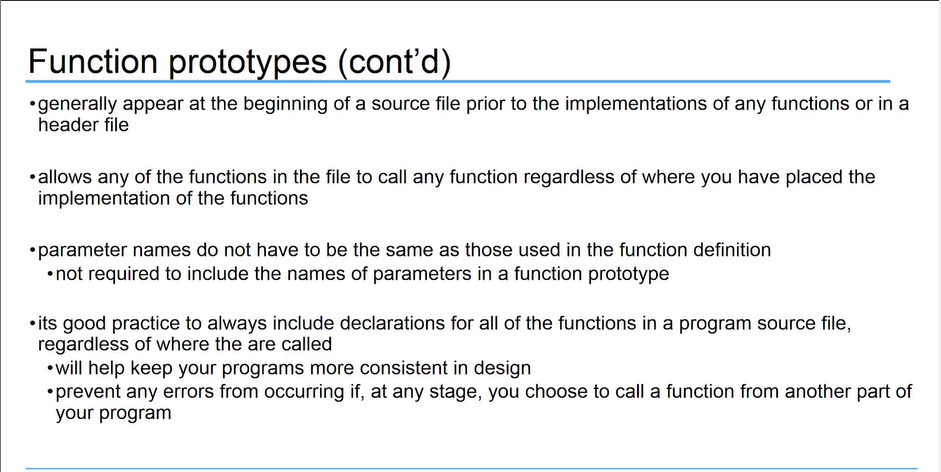 Function prototypes (cont’d)
•generally appear at the beginning of a source file prior to the implementations of any functions or in a
header file
•allows any of the functions in the file to call any function regardless of where you have placed the
implementation of the functions
•parameter names do not have to be the same as those used in the function definition
•not required to include the names of parameters in a function prototype
•its good practice to always include declarations for all of the functions in a program source file,
regardless of where the are called
•will help keep your programs more consistent in design
•prevent any errors from occurring if, at any stage, you choose to call a function from another part of
your program